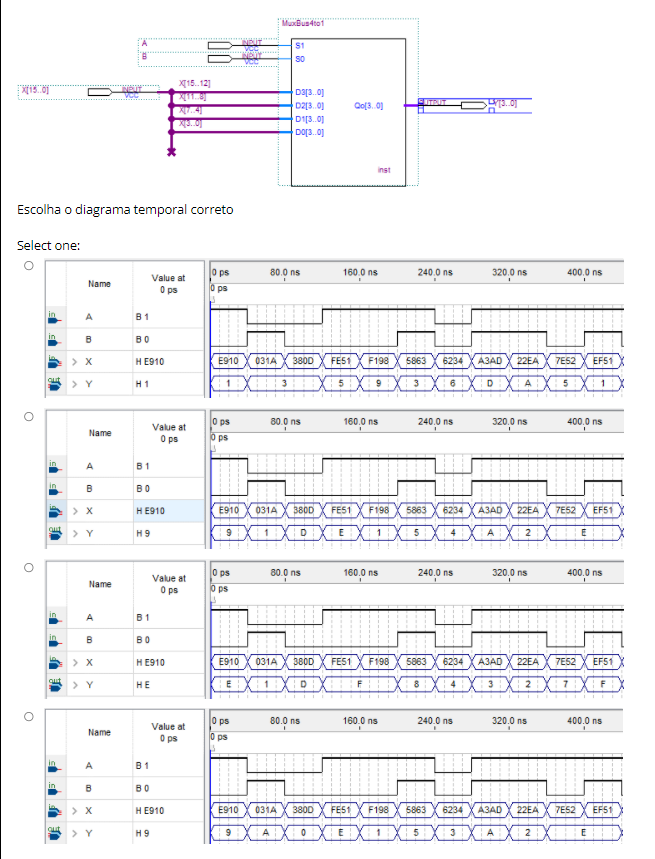 MuxBus4to1
A INPUT VCC S1
B INPUT VCC S0
X[15..0] INPUT VCC
X[15..12] D3[3..0]
X[11..8] D2[3..0] Qo[3..0] OUTPUT Y[3..0]
X[7..4] D1[3..0]
X[3..0] D0[3..0]
inst
Escolha o diagrama temporal correto
Select one:
Name Value at 0 ps 0 ps 80.0 ns 160.0 ns 240.0 ns 320.0 ns 400.0 ns
0 ps
in A B 1
in B B 0
in > X H E910 E910 031A 380D FE51 F198 5863 6234 A3AD 22EA 7E52 EF51
out > Y H 1 1 3 5 9 3 6 D A 5 1
Name Value at 0 ps 0 ps 80.0 ns 160.0 ns 240.0 ns 320.0 ns 400.0 ns
0 ps
in A B 1
in B B 0
in > X H E910 E910 031A 380D FE51 F198 5863 6234 A3AD 22EA 7E52 EF51
out > Y H 9 9 1 D E 1 5 4 A 2 E
Name Value at 0 ps 0 ps 80.0 ns 160.0 ns 240.0 ns 320.0 ns 400.0 ns
0 ps
in A B 1
in B B 0
in > X H E910 E910 031A 380D FE51 F198 5863 6234 A3AD 22EA 7E52 EF51
out > Y H E E 1 D F 8 4 3 2 7 F
Name Value at 0 ps 0 ps 80.0 ns 160.0 ns 240.0 ns 320.0 ns 400.0 ns
0 ps
in A B 1
in B B 0
in > X H E910 E910 031A 380D FE51 F198 5863 6234 A3AD 22EA 7E52 EF51
out > Y H 9 9 A 0 E 1 5 3 A 2 E